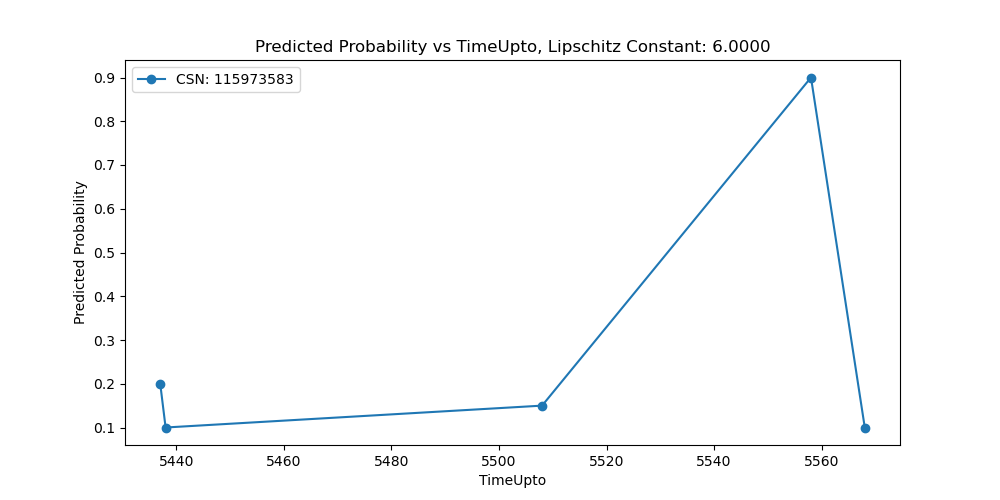 Predicted Probability vs TimeUpto, Lipschitz Constant: 6.0000
CSN: 115973583
Predicted Probability
0.9
0.8
0.7
0.6
0.5
0.4
0.3
0.2
0.1
5440 5460 5480 5500 5520 5540 5560
TimeUpto